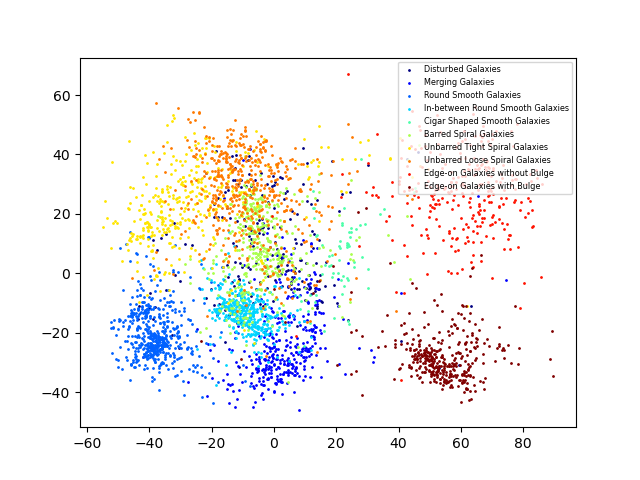 Disturbed Galaxies
Merging Galaxies
Round Smooth Galaxies
In-between Round Smooth Galaxies
Cigar Shaped Smooth Galaxies
Barred Spiral Galaxies
Unbarred Tight Spiral Galaxies
Unbarred Loose Spiral Galaxies
Edge-on Galaxies without Bulge
Edge-on Galaxies with Bulge
60
40
20
0
−20
−40
−60 −40 −20 0 20 40 60 80